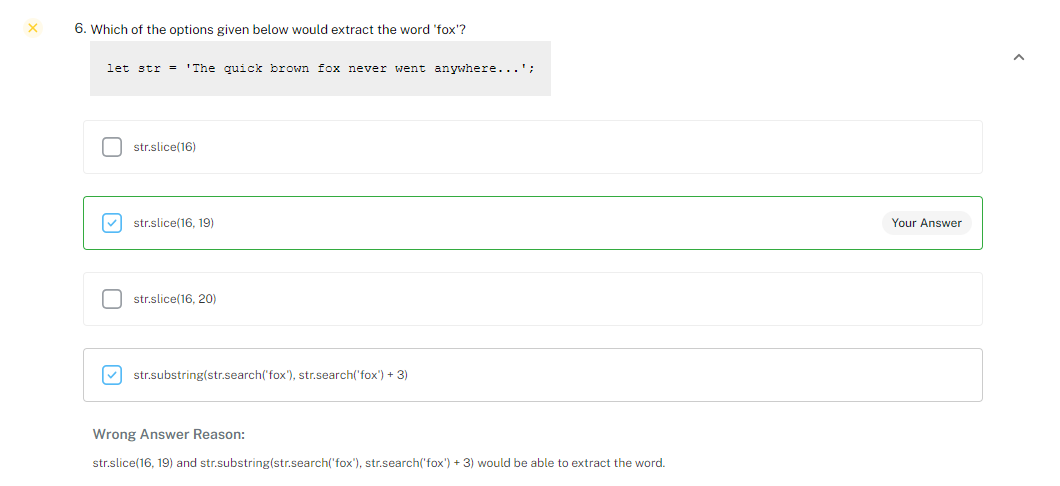 6. Which of the options given below would extract the word 'fox'?
let str = 'The quick brown fox never went anywhere...';
str.slice(16)
str.slice(16, 19)
Your Answer
str.slice(16, 20)
str.substring(str.search('fox'), str.search('fox') + 3)
Wrong Answer Reason:
str.slice(16, 19) and str.substring(str.search('fox'), str.search('fox') + 3) would be able to extract the word.